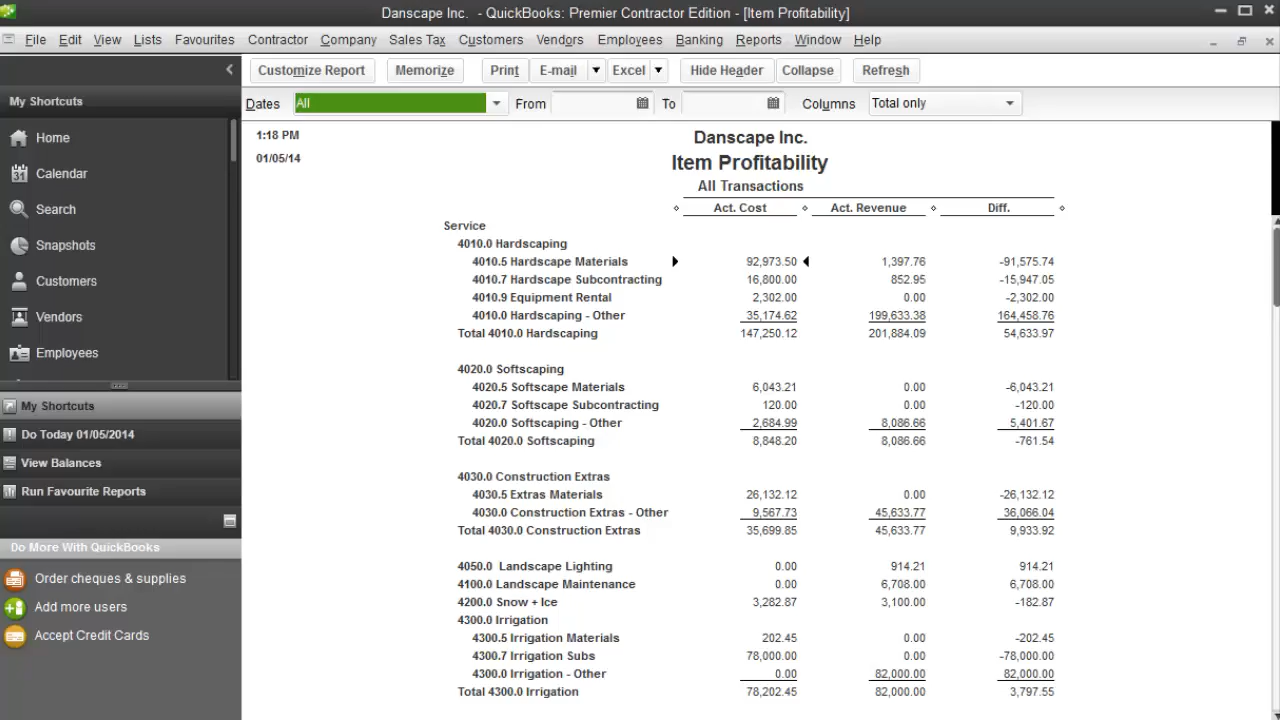 Danscape Inc. - QuickBooks: Premier Contractor Edition - [Item Profitability]
File Edit View Lists Favourites Contractor Company Sales Tax Customers Vendors Employees Banking Reports Window Help
Customize Report Memorize Print E-mail Excel Hide Header Collapse Refresh
Dates All From To Columns Total only
My Shortcuts
Home
Calendar
Search
Snapshots
Customers
Vendors
Employees
My Shortcuts
Do Today 01/05/2014
View Balances
Run Favourite Reports
Do More With QuickBooks
Order cheques & supplies
Add more users
Accept Credit Cards
1:18 PM
01/05/14
Danscape Inc.
Item Profitability
All Transactions
Act. Cost Act. Revenue Diff.
Service
4010.0 Hardscaping
4010.5 Hardscape Materials 92,973.50 1,397.76 -91,575.74
4010.7 Hardscape Subcontracting 16,800.00 852.95 -15,947.05
4010.9 Equipment Rental 2,302.00 0.00 -2,302.00
4010.0 Hardscaping - Other 35,174.62 199,633.38 164,458.76
Total 4010.0 Hardscaping 147,250.12 201,884.09 54,633.97
4020.0 Softscaping
4020.5 Softscape Materials 6,043.21 0.00 -6,043.21
4020.7 Softscape Subcontracting 120.00 0.00 -120.00
4020.0 Softscaping - Other 2,684.99 8,086.66 5,401.67
Total 4020.0 Softscaping 8,848.20 8,086.66 -761.54
4030.0 Construction Extras
4030.5 Extras Materials 26,132.12 0.00 -26,132.12
4030.0 Construction Extras - Other 9,567.73 45,633.77 36,066.04
Total 4030.0 Construction Extras 35,699.85 45,633.77 9,933.92
4050.0 Landscape Lighting 0.00 914.21 914.21
4100.0 Landscape Maintenance 0.00 6,708.00 6,708.00
4200.0 Snow + Ice 3,282.87 3,100.00 -182.87
4300.0 Irrigation
4300.5 Irrigation Materials 202.45 0.00 -202.45
4300.7 Irrigation Subs 78,000.00 0.00 -78,000.00
4300.0 Irrigation - Other 0.00 82,000.00 82,000.00
Total 4300.0 Irrigation 78,202.45 82,000.00 3,797.55